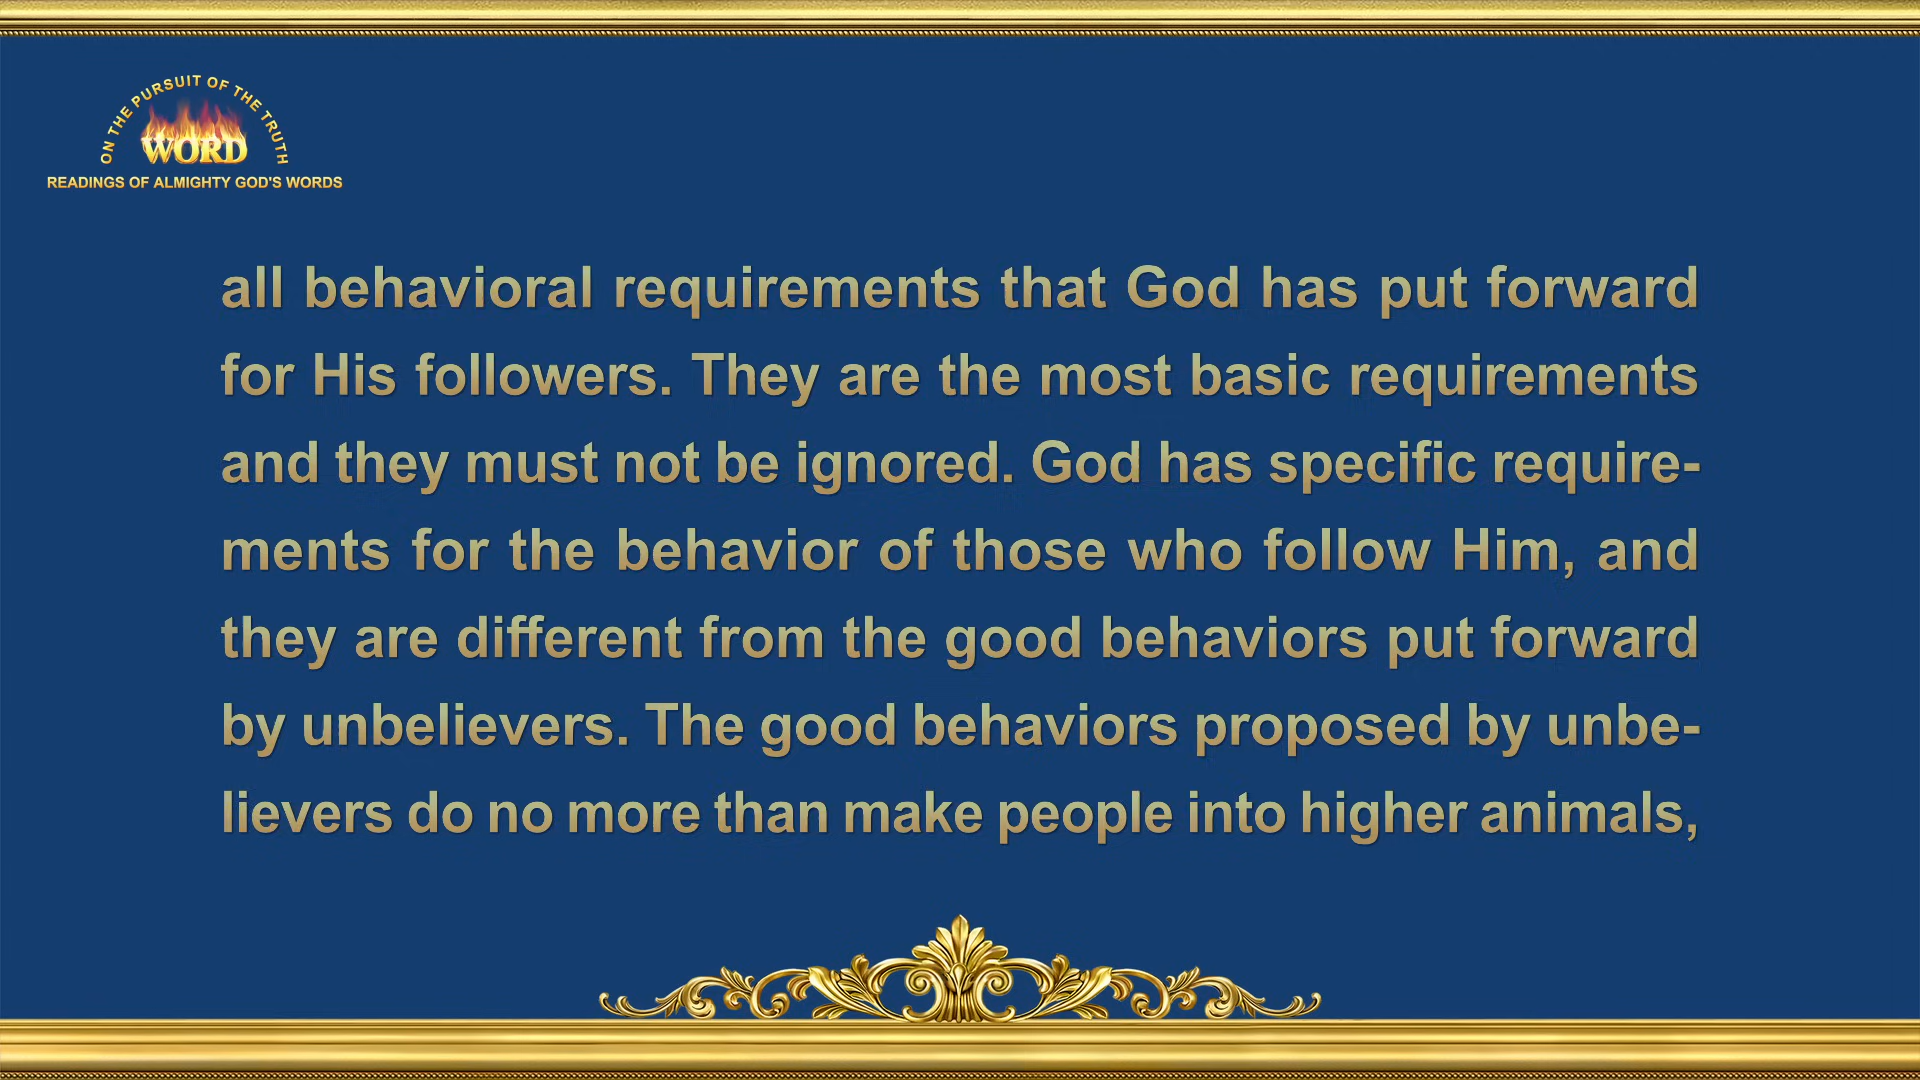 ON THE PURSUIT OF THE TRUTH
WORD
READINGS OF ALMIGHTY GOD'S WORDS
all behavioral requirements that God has put forward
for His followers. They are the most basic requirements
and they must not be ignored. God has specific require-
ments for the behavior of those who follow Him, and
they are different from the good behaviors put forward
by unbelievers. The good behaviors proposed by unbe-
lievers do no more than make people into higher animals,